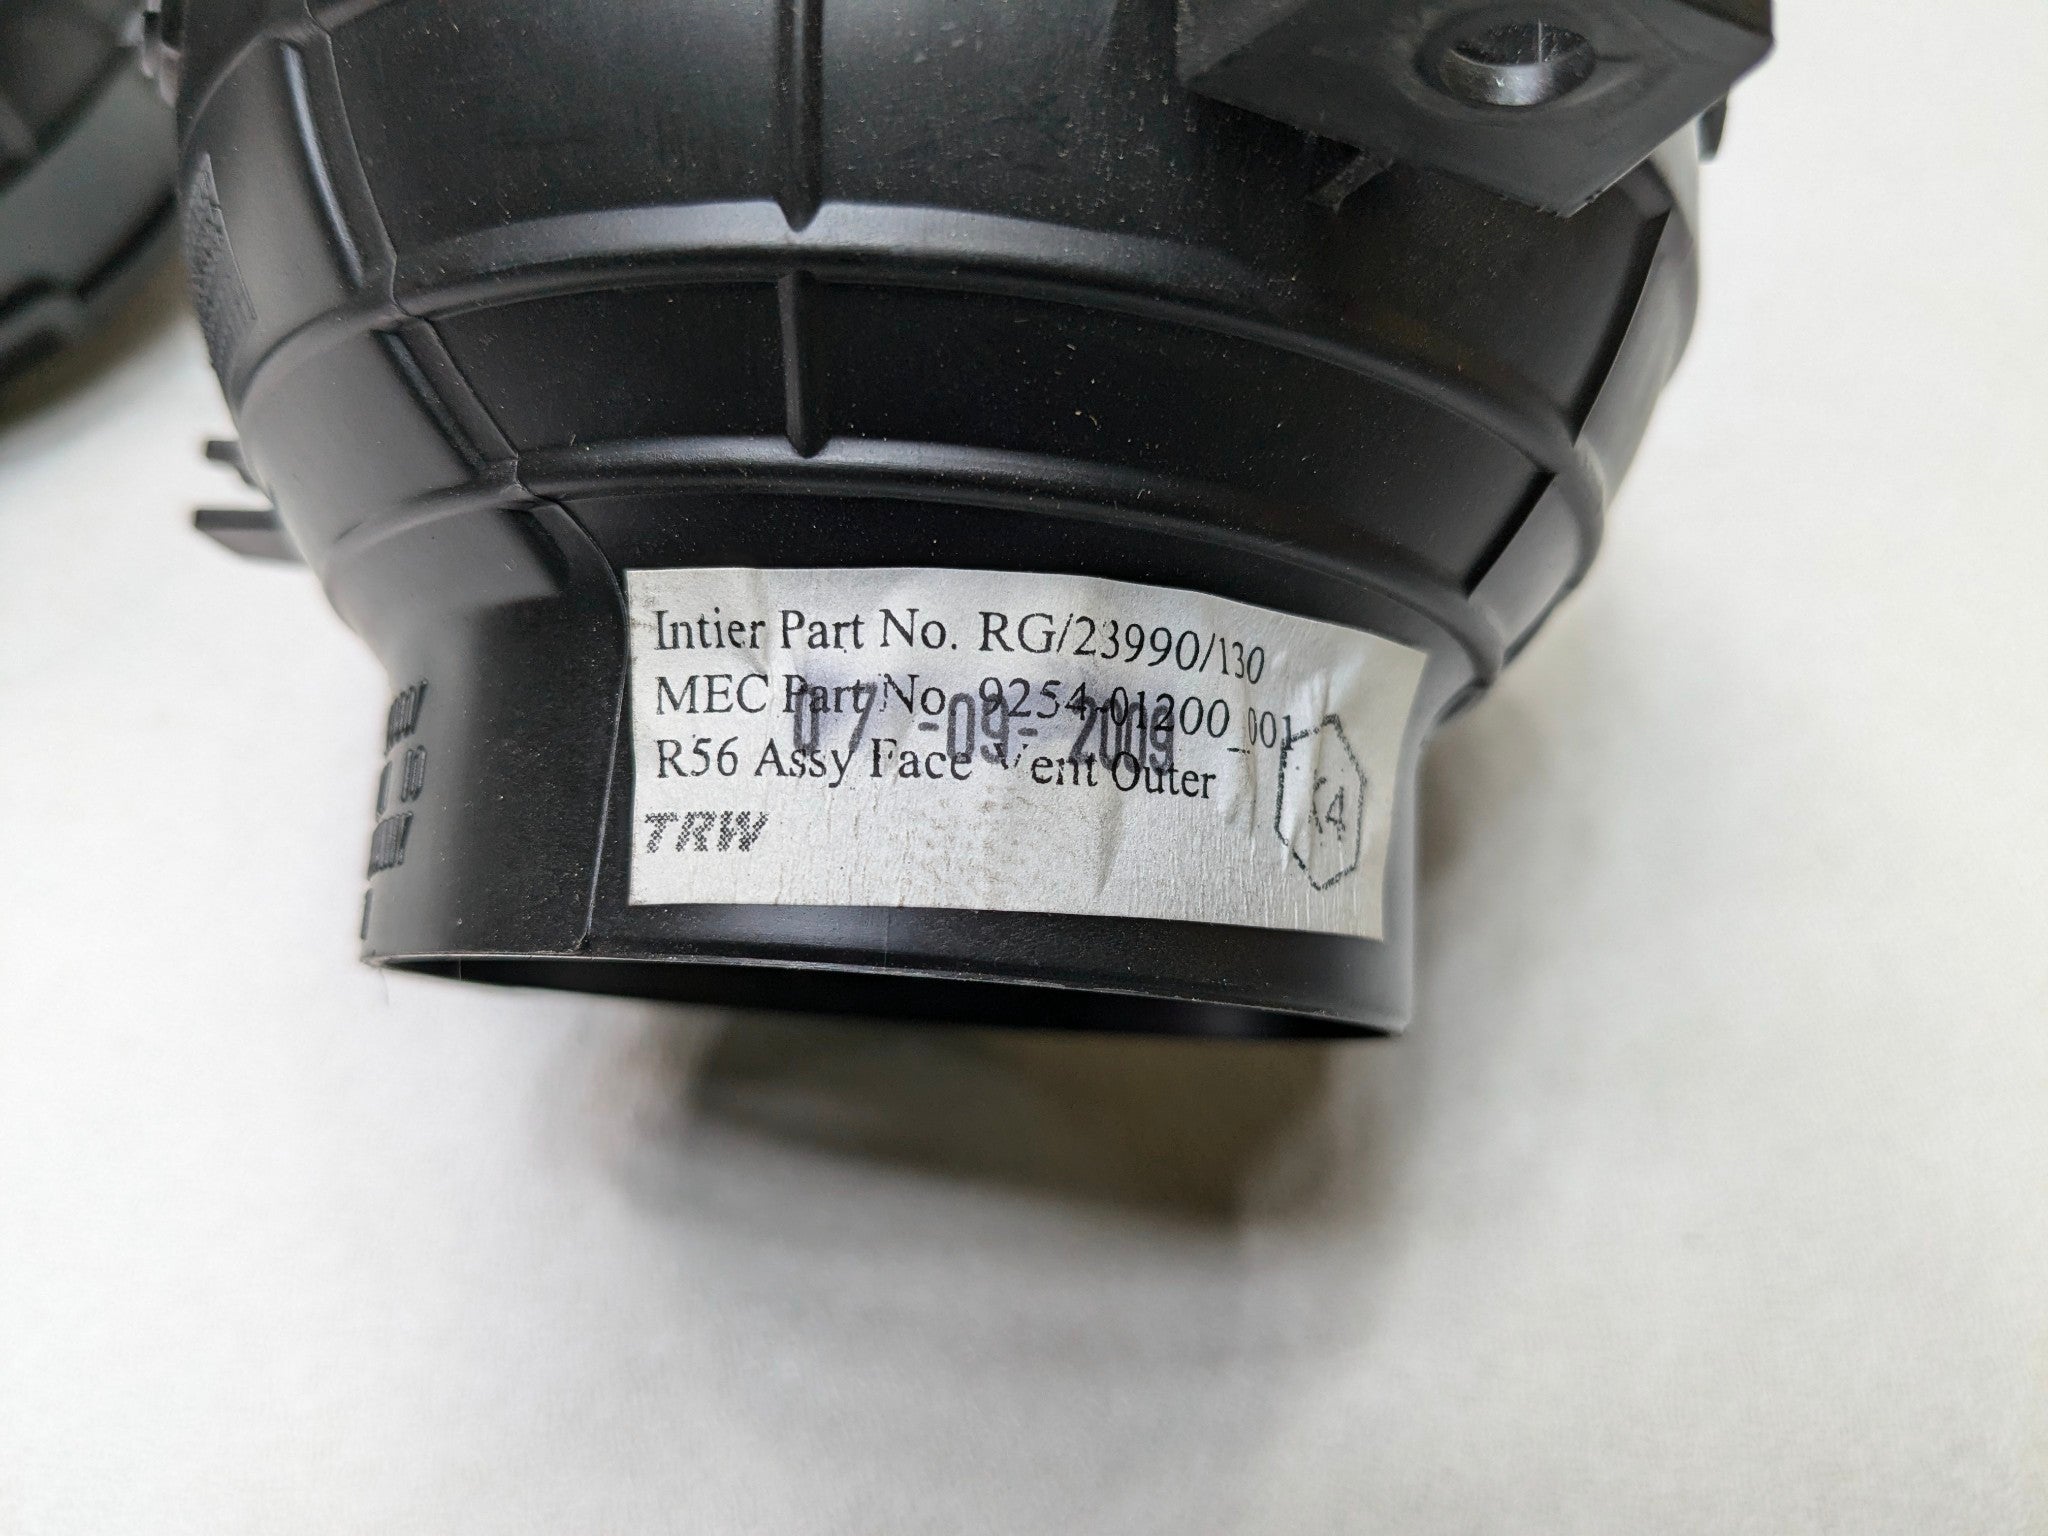 Intier Part No. RG/23990/130
MEC Part No. 9254-01200_001
07 -09- 2009
R56 Assy Face Vent Outer
TRW